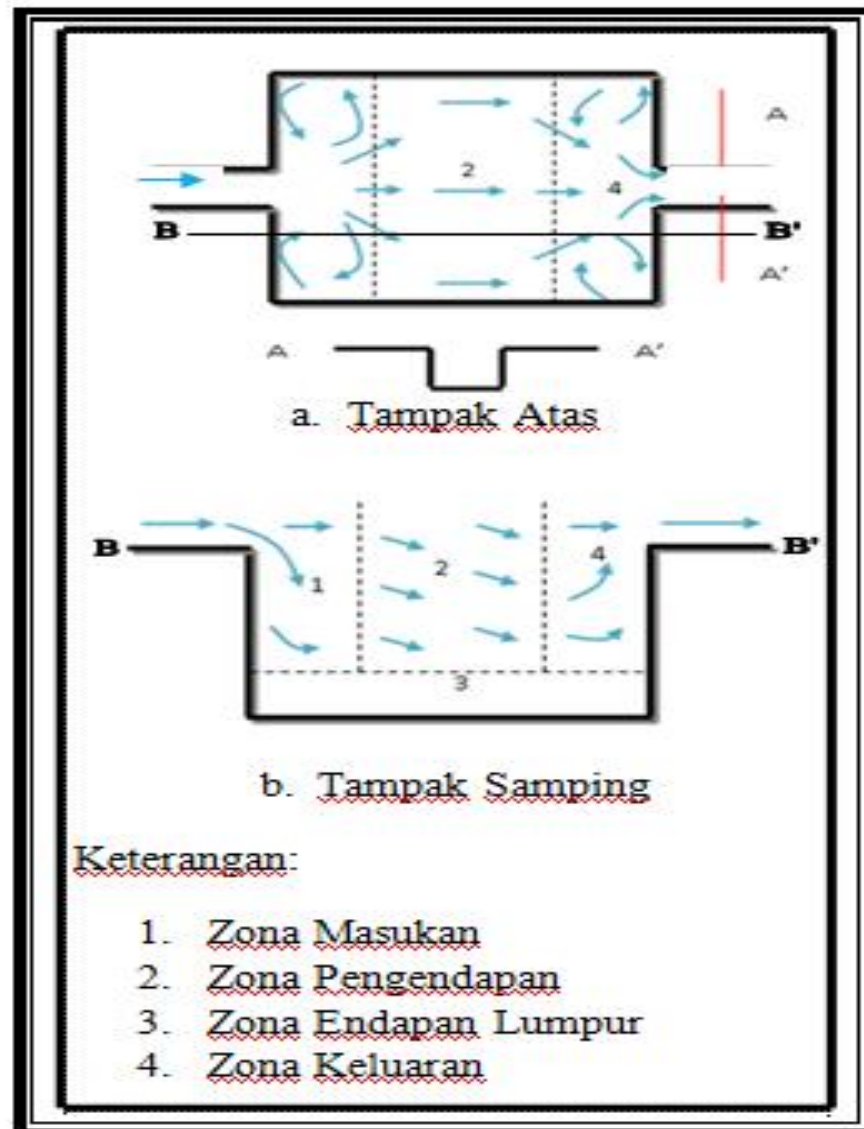 A
2
4
B
B'
A'
A
A'
a. Tampak Atas
B
B'
4
2
1
3
b. Tampak Samping
Keterangan:
1. Zona Masukan
2. Zona Pengendapan
3. Zona Endapan Lumpur
4. Zona Keluaran